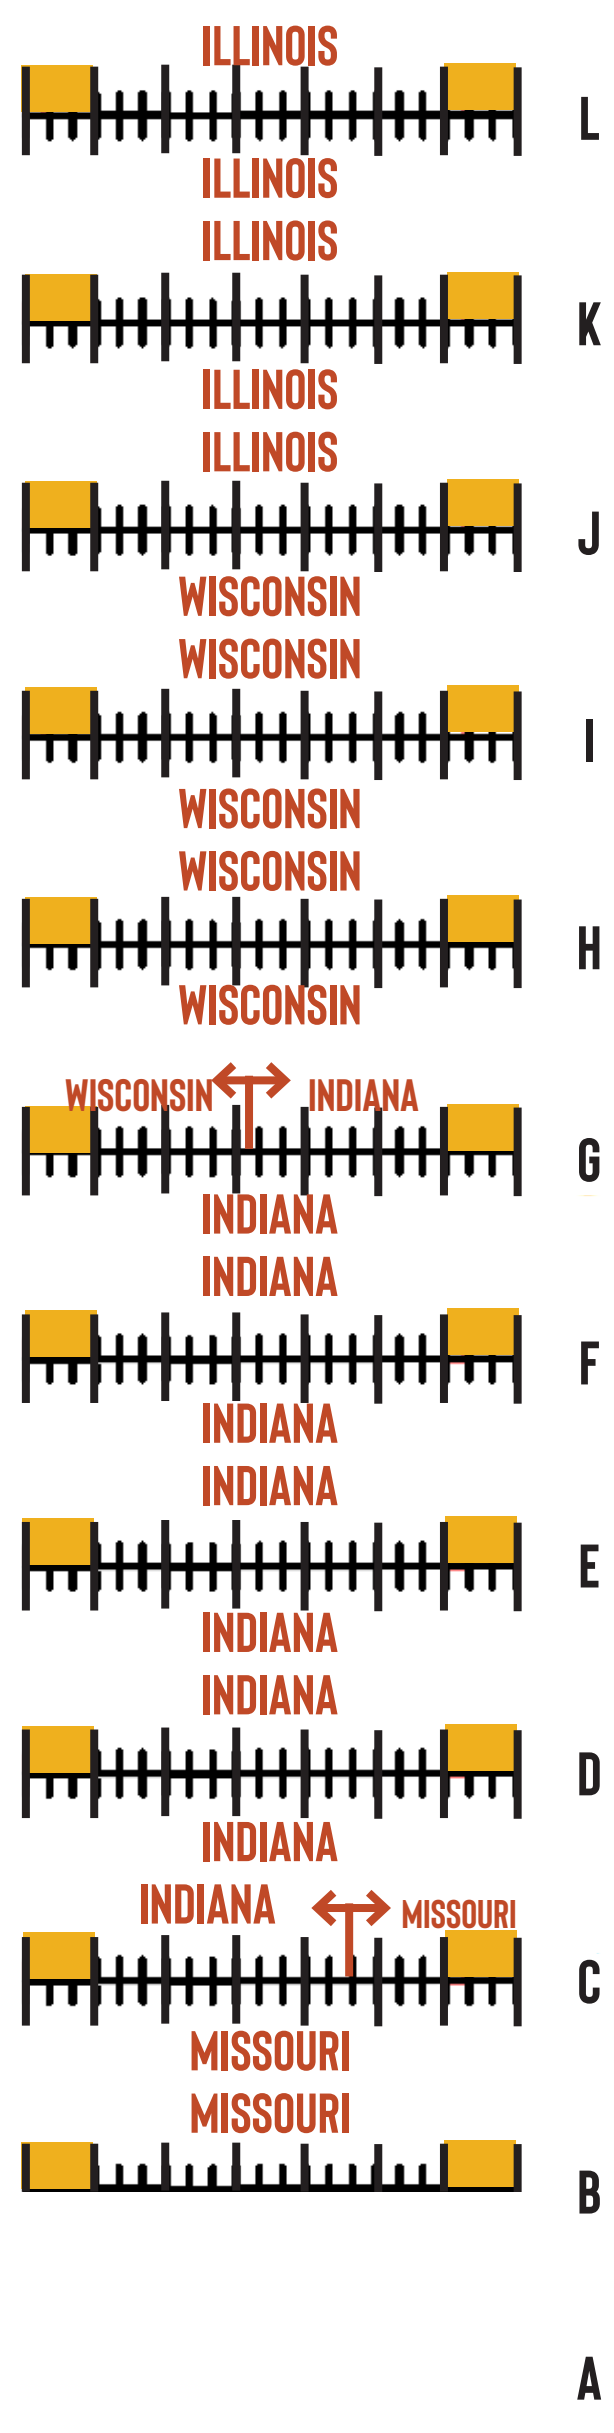 ILLINOIS
L
ILLINOIS
ILLINOIS
K
ILLINOIS
ILLINOIS
J
WISCONSIN
WISCONSIN
I
WISCONSIN
WISCONSIN
H
WISCONSIN
WISCONSIN INDIANA
G
INDIANA
INDIANA
F
INDIANA
INDIANA
E
INDIANA
INDIANA
D
INDIANA
INDIANA MISSOURI
C
MISSOURI
MISSOURI
B
A